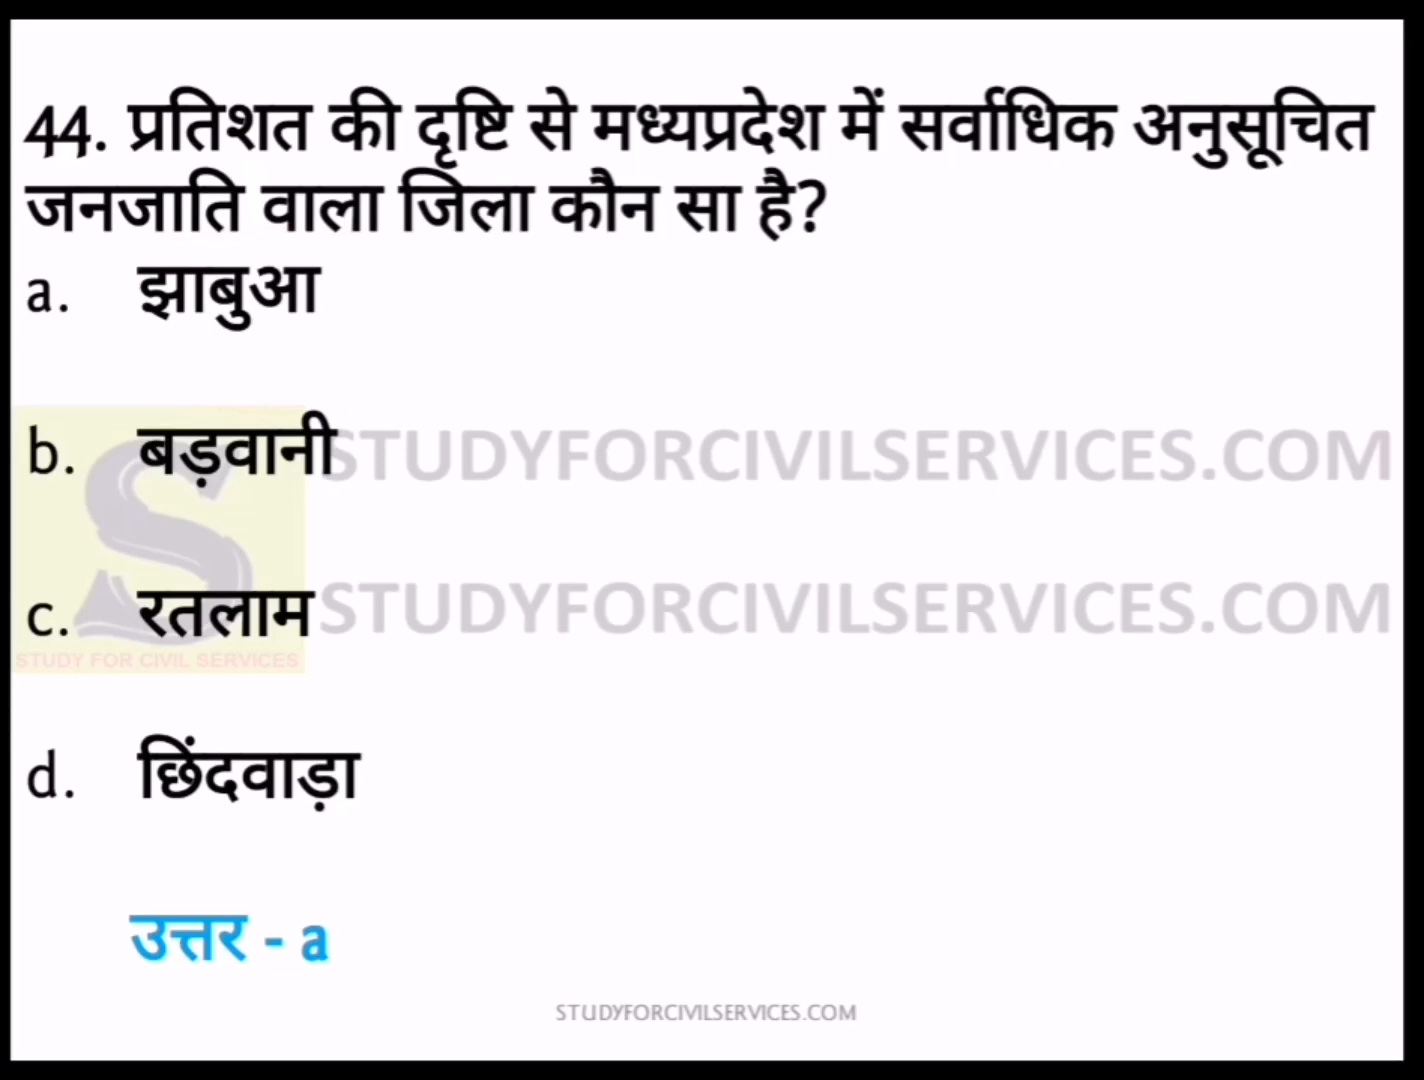 44. प्रतिशत की दृष्टि से मध्यप्रदेश में सर्वाधिक अनुसूचित
जनजाति वाला जिला कौन सा है?
a. झाबुआ
b. बड़वानी
STUDYFORCIVILSERVICES.COM
c. रतलाम
STUDYFORCIVILSERVICES.COM
STUDY FOR CIVIL SERVICES
d. छिंदवाड़ा
उत्तर - a
STUDYFORCIVILSERVICES.COM